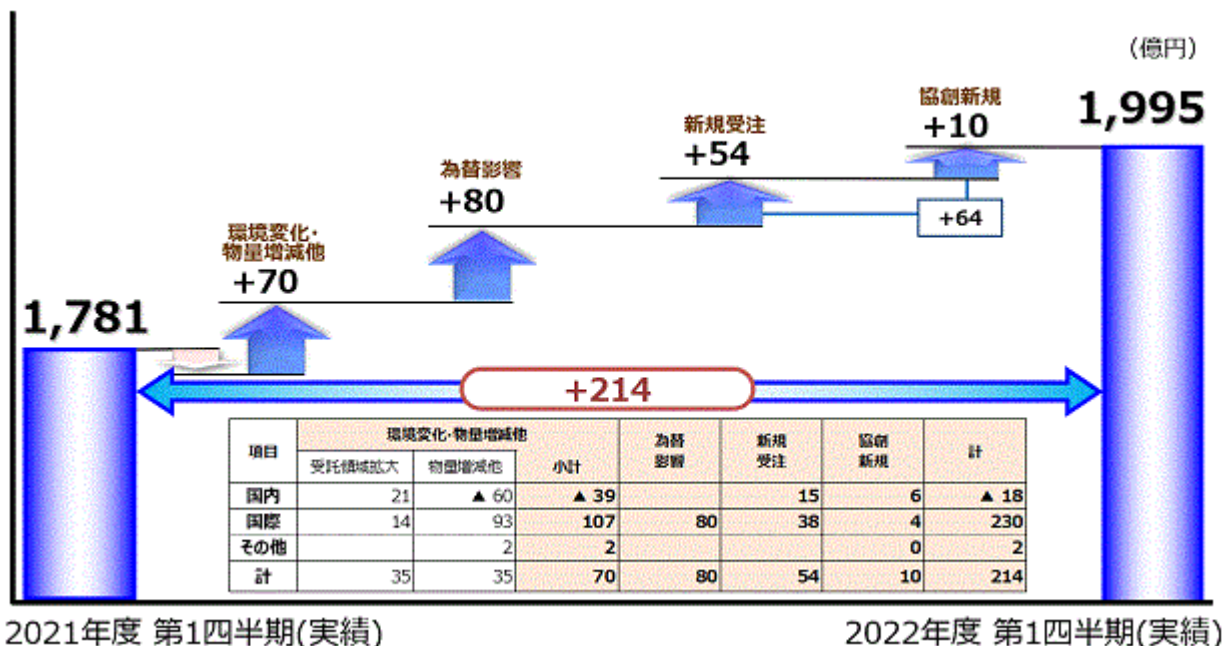 (億円)
協創新規
+10
1,995
新規受注
+54
為替影響
+80
+64
環境変化・
物量増減他
+70
1,781
+214
項目 環境変化・物量増減他 為替影響 新規受注 協創新規 計
受託領域拡大 物量増減他 小計
国内 21 ▲ 60 ▲ 39 15 6 ▲ 18
国際 14 93 107 80 38 4 230
その他 2 2 0 2
計 35 35 70 80 54 10 214
2021年度 第1四半期(実績) 2022年度 第1四半期(実績)